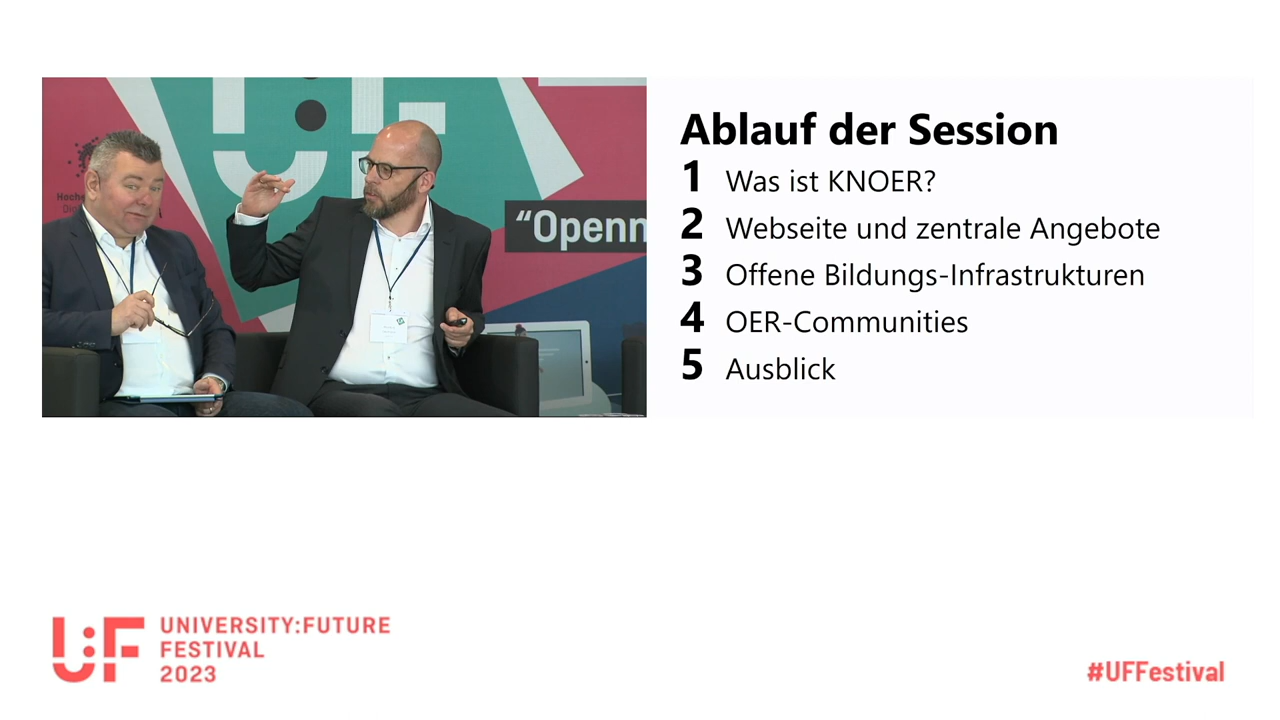 “Openn
Ablauf der Session
1 Was ist KNOER?
2 Webseite und zentrale Angebote
3 Offene Bildungs-Infrastrukturen
4 OER-Communities
5 Ausblick
U:F UNIVERSITY:FUTURE
FESTIVAL
2023
#UFFestival